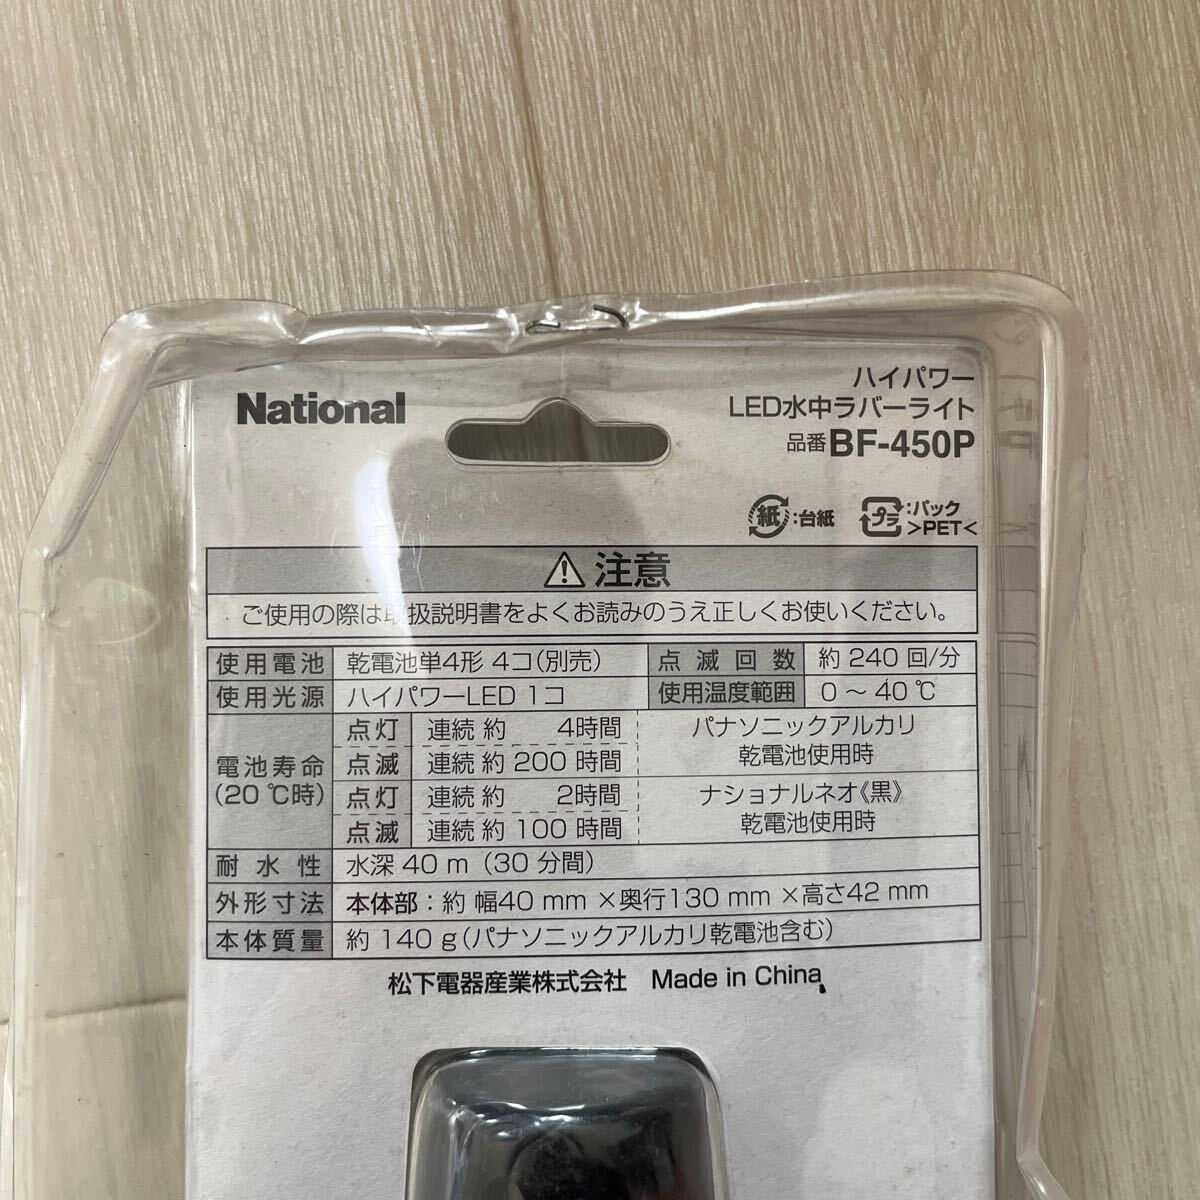 National
ハイパワー
LED水中ラバーライト
品番 BF-450P
紙 :台紙
プラ :パック
>PET<
注意
ご使用の際は取扱説明書をよくお読みのうえ正しくお使いください。
使用電池 乾電池単4形 4コ(別売) 点滅回数 約 240 回/分
使用光源 ハイパワーLED 1コ 使用温度範囲 0 ～ 40 ℃
電池寿命
(20 ℃時)
点灯 連続 約 4時間
点滅 連続 約 200 時間
パナソニックアルカリ
乾電池使用時
点灯 連続 約 2時間
点滅 連続 約 100 時間
ナショナルネオ《黒》
乾電池使用時
耐水性 水深 40 m (30 分間)
外形寸法 本体部 : 約 幅40 mm ×奥行130 mm ×高さ42 mm
本体質量 約 140 g(パナソニックアルカリ乾電池含む)
松下電器産業株式会社 Made in China